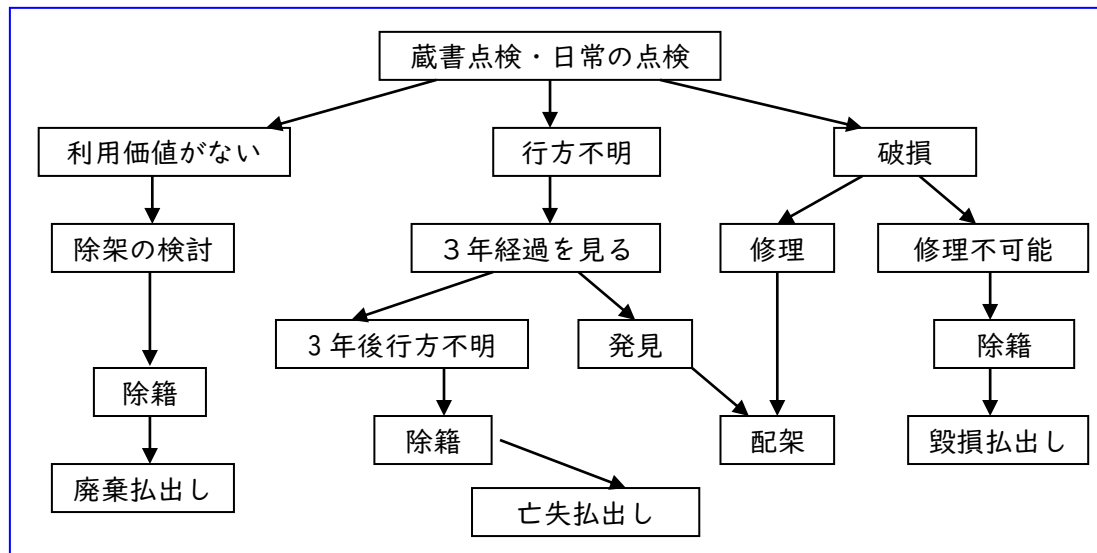 蔵書点検・日常の点検
利用価値がない
行方不明
破損
除架の検討
３年経過を見る
修理
修理不可能
３年後行方不明
発見
除籍
除籍
除籍
配架
毀損払出し
廃棄払出し
亡失払出し